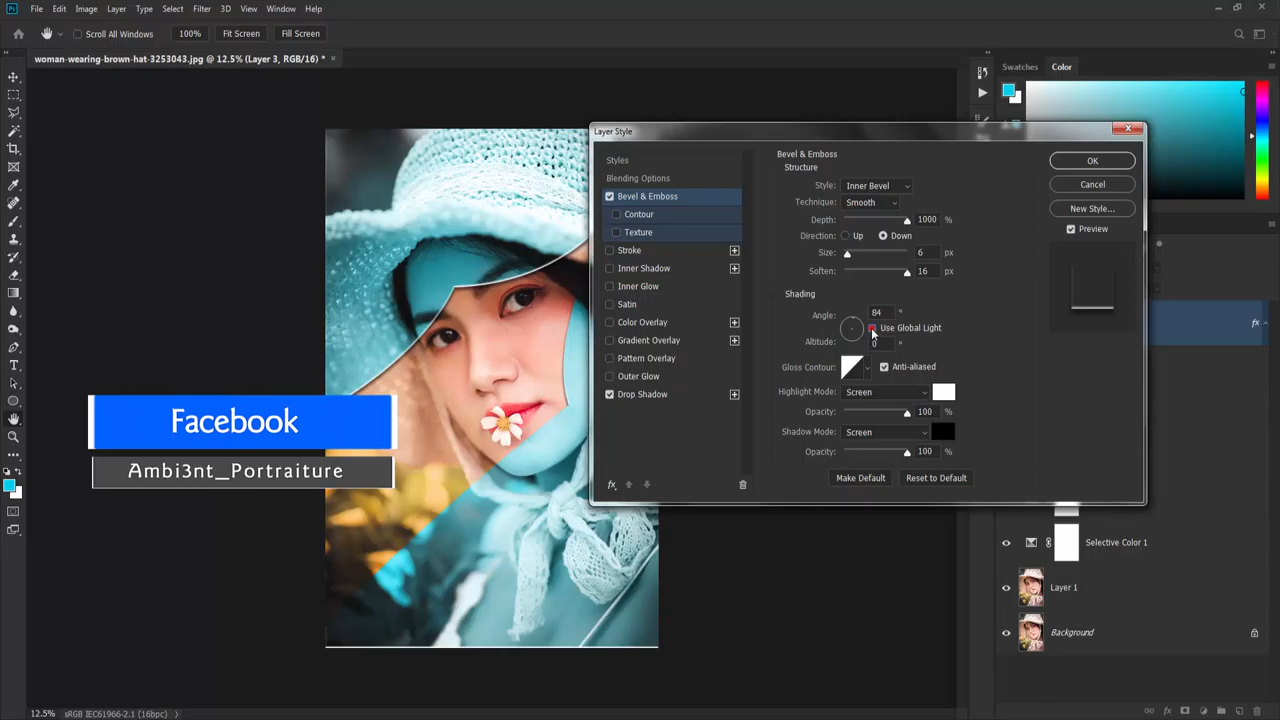 Ps File Edit Image Layer Type Select Filter 3D View Window Help
Scroll All Windows 100% Fit Screen Fill Screen
woman-wearing-brown-hat-3253043.jpg @ 12.5% (Layer 3, RGB/16) *
Swatches Color
Layer Style
Styles
Blending Options
Bevel & Emboss
Contour
Texture
Stroke
Inner Shadow
Inner Glow
Satin
Color Overlay
Gradient Overlay
Pattern Overlay
Outer Glow
Drop Shadow
fx
Bevel & Emboss
Structure
Style: Inner Bevel
Technique: Smooth
Depth: 1000 %
Direction: Up Down
Size: 6 px
Soften: 16 px
Shading
Angle: 84 °
Use Global Light
Altitude: 0 °
Gloss Contour: Anti-aliased
Highlight Mode: Screen
Opacity: 100 %
Shadow Mode: Screen
Opacity: 100 %
Make Default Reset to Default
OK
Cancel
New Style...
Preview
fx
Facebook
Ambi3nt_Portraiture
Selective Color 1
Layer 1
Background
12.5% sRGB IEC61966-2.1 (16bpc)
fx